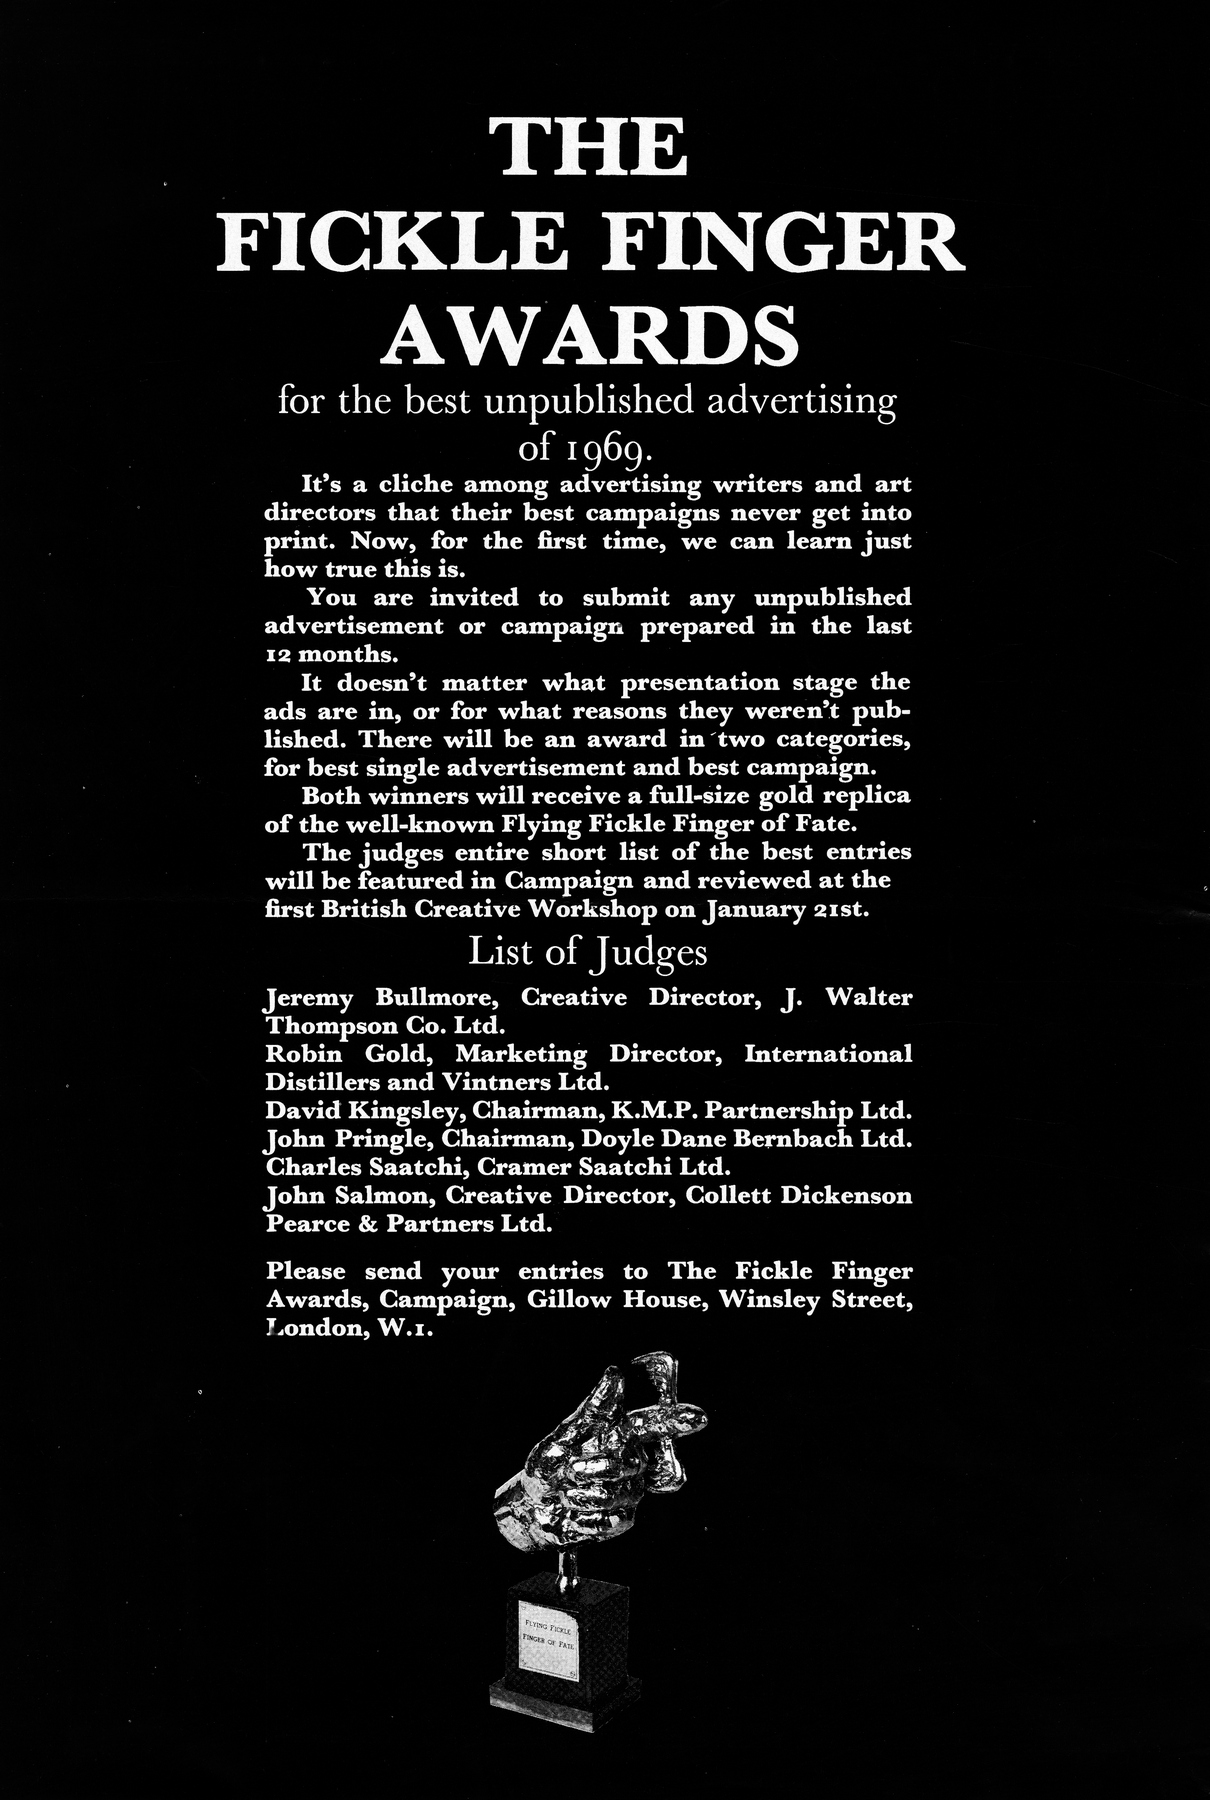 THE
FICKLE FINGER
AWARDS
for the best unpublished advertising
of 1969.
It's a cliche among advertising writers and art
directors that their best campaigns never get into
print. Now, for the first time, we can learn just
how true this is.
You are invited to submit any unpublished
advertisement or campaign prepared in the last
12 months.
It doesn't matter what presentation stage the
ads are in, or for what reasons they weren't pub-
lished. There will be an award in two categories,
for best single advertisement and best campaign.
Both winners will receive a full-size gold replica
of the well-known Flying Fickle Finger of Fate.
The judges entire short list of the best entries
will be featured in Campaign and reviewed at the
first British Creative Workshop on January 21st.
List of Judges
Jeremy Bullmore, Creative Director, J. Walter
Thompson Co. Ltd.
Robin Gold, Marketing Director, International
Distillers and Vintners Ltd.
David Kingsley, Chairman, K.M.P. Partnership Ltd.
John Pringle, Chairman, Doyle Dane Bernbach Ltd.
Charles Saatchi, Cramer Saatchi Ltd.
John Salmon, Creative Director, Collett Dickenson
Pearce & Partners Ltd.
Please send your entries to The Fickle Finger
Awards, Campaign, Gillow House, Winsley Street,
London, W.1.
FLYING FICKLE
FINGER OF FATE